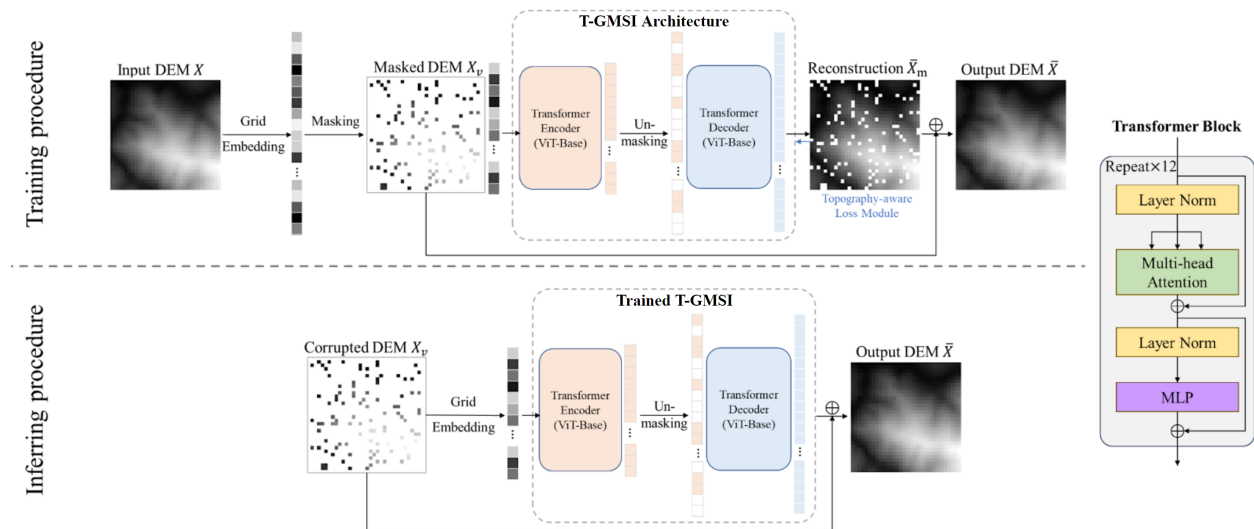 Training procedure
T-GMSI Architecture
Input DEM X
Grid
Embedding
Masking
Masked DEM Xᵥ
Transformer
Encoder
(ViT-Base)
Un-
masking
Transformer
Decoder
(ViT-Base)
Reconstruction X̄ₘ
Topography-aware
Loss Module
Output DEM X̄
Inferring procedure
Trained T-GMSI
Corrupted DEM Xᵥ
Grid
Embedding
Transformer
Encoder
(ViT-Base)
Un-
masking
Transformer
Decoder
(ViT-Base)
Output DEM X̄
Transformer Block
Repeat×12
Layer Norm
Multi-head
Attention
Layer Norm
MLP